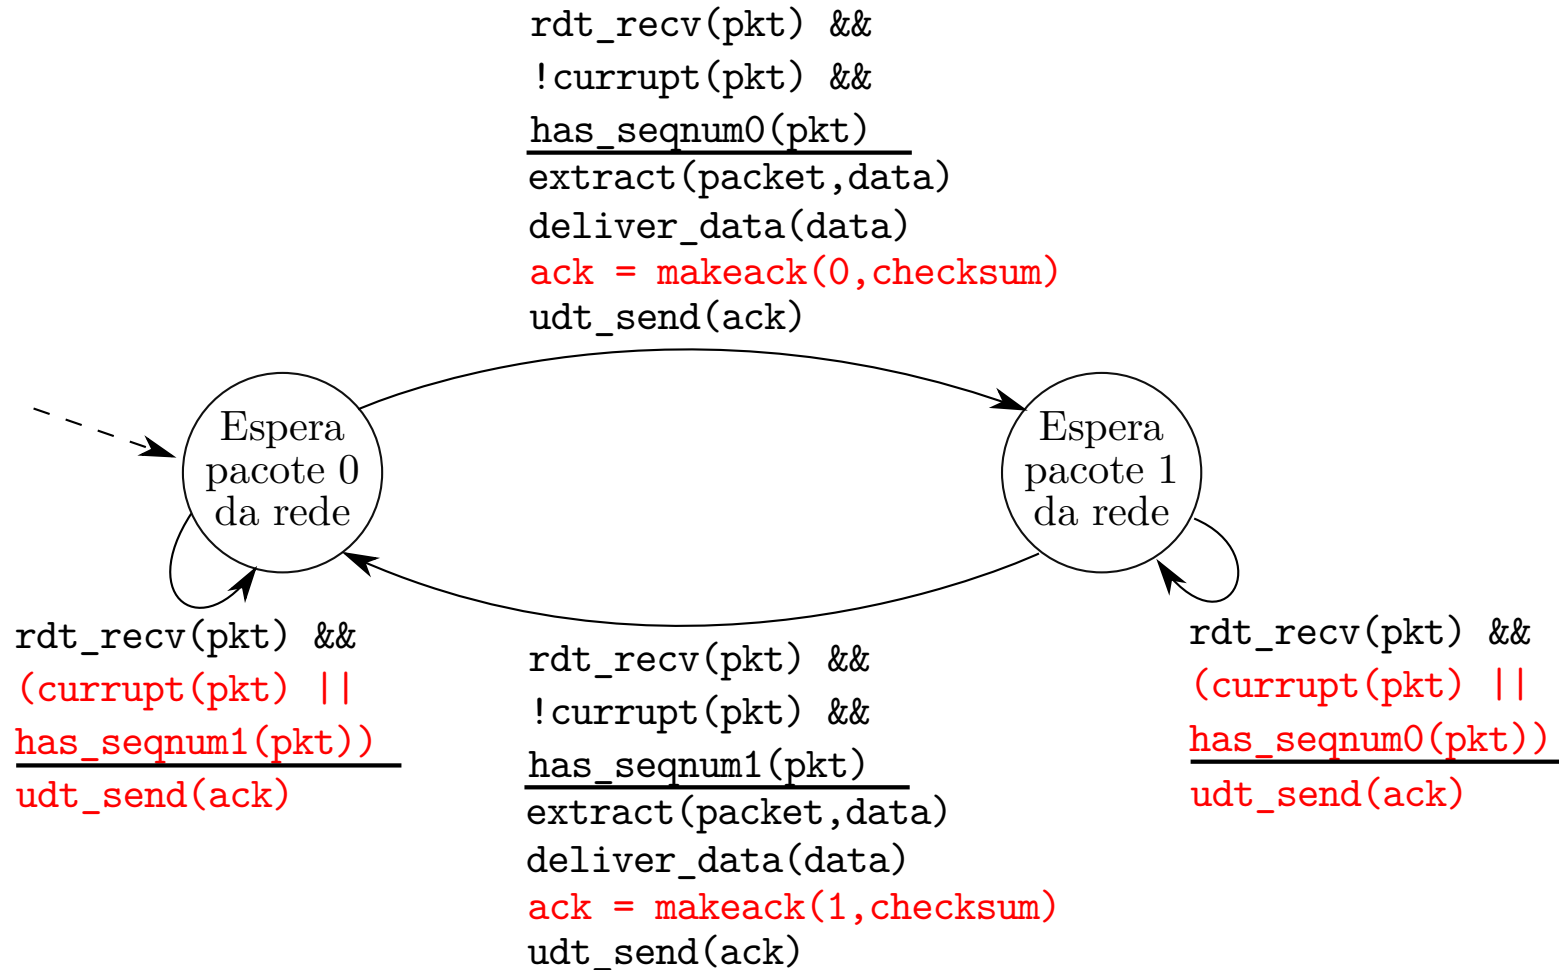 rdt_recv(pkt) &&
!currupt(pkt) &&
has_seqnum0(pkt)
extract(packet,data)
deliver_data(data)
ack = makeack(0,checksum)
udt_send(ack)
Espera
pacote 0
da rede
Espera
pacote 1
da rede
rdt_recv(pkt) &&
(currupt(pkt) ||
has_seqnum1(pkt))
udt_send(ack)
rdt_recv(pkt) &&
!currupt(pkt) &&
has_seqnum1(pkt)
extract(packet,data)
deliver_data(data)
ack = makeack(1,checksum)
udt_send(ack)
rdt_recv(pkt) &&
(currupt(pkt) ||
has_seqnum0(pkt))
udt_send(ack)